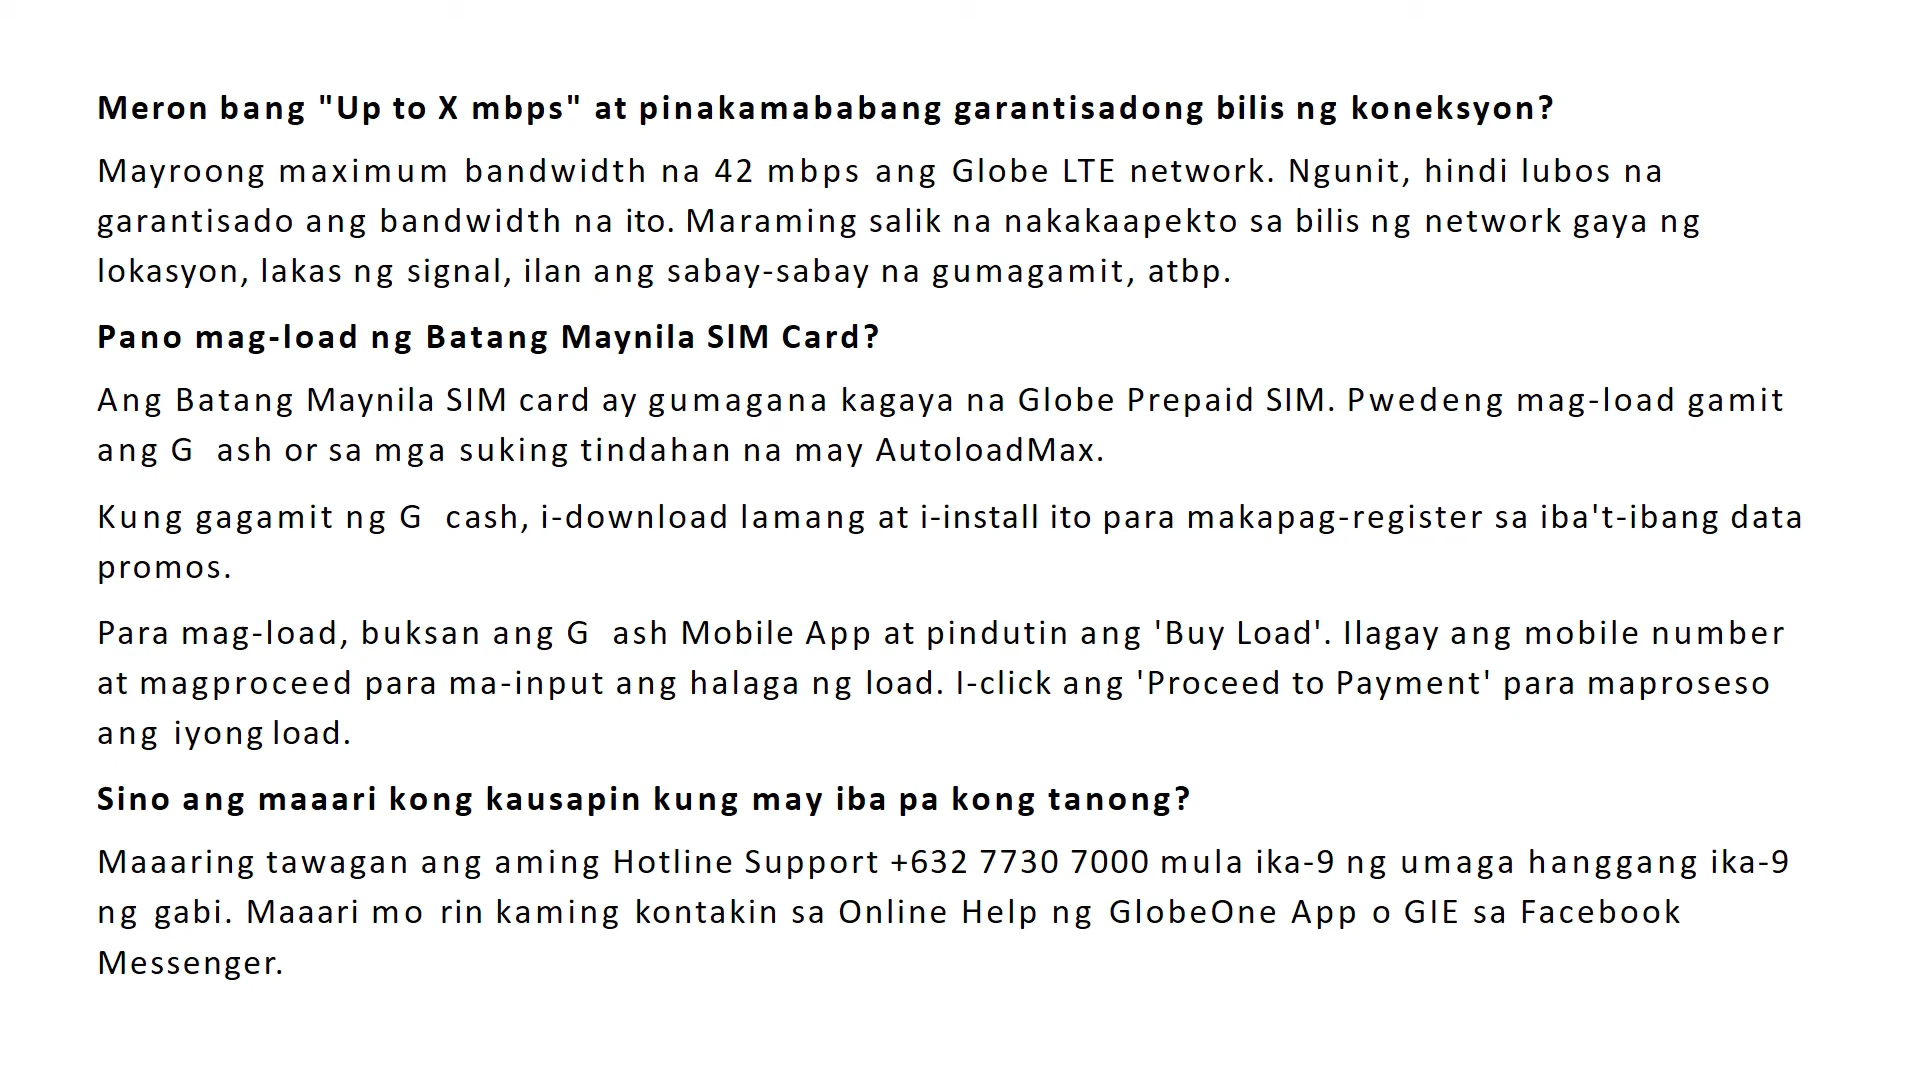 Meron bang "Up to X mbps" at pinakamababang garantisadong bilis ng koneksyon?
Mayroong maximum bandwidth na 42 mbps ang Globe LTE network. Ngunit, hindi lubos na
garantisado ang bandwidth na ito. Maraming salik na nakakaapekto sa bilis ng network gaya ng
lokasyon, lakas ng signal, ilan ang sabay-sabay na gumagamit, atbp.
Pano mag-load ng Batang Maynila SlM Card?
Ang Batang Maynila SIM card ay gumagana kagaya na Globe Prepaid SIM. Pwedeng mag-load gamit
ang G ash or sa mga suking tindahan na may AutoloadMax.
Kung gagamit ng G cash, i-download lamang at i-install ito para makapag-register sa iba't-ibang data
promos.
Para mag-load, buksan ang G ash Mobile App at pindutin ang 'Buy Load'. Ilagay ang mobile number
at magproceed para ma-input ang halaga ng load. I-click ang 'Proceed to Payment' para maproseso
ang iyong load.
Sino ang maaari kong kausapin kung may iba pa kong tanong?
Maaaring tawagan ang aming Hotline Support +632 7730 7000 mula ika-9 ng umaga hanggang ika-9
ng gabi. Maaari mo rin kaming kontakin sa Online Help ng GlobeOne App o GIE sa Facebook
Messenger.